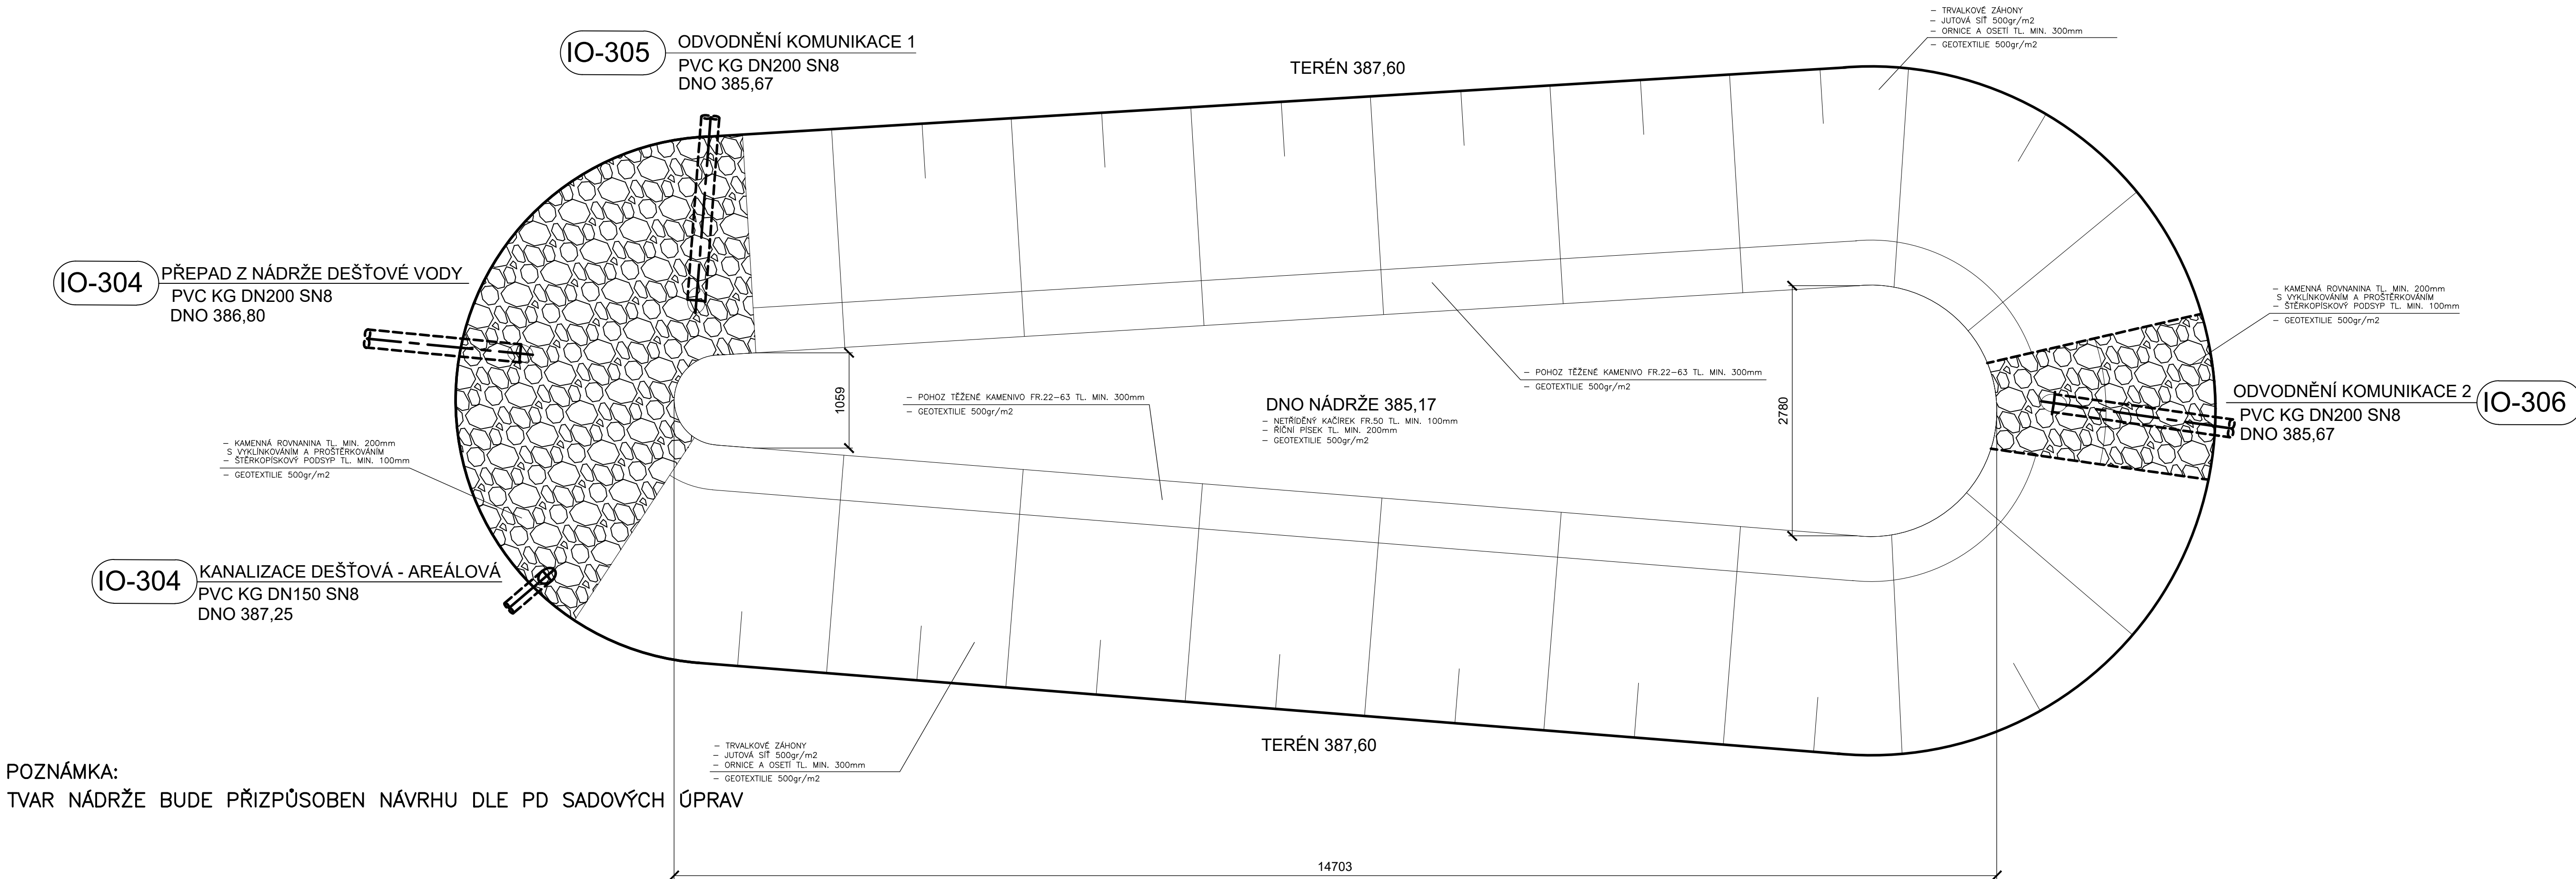 – TRVALKOVÉ ZÁHONY
– JUTOVÁ SÍŤ 500gr/m2
– ORNICE A OSETÍ TL. MIN. 300mm
– GEOTEXTILIE 500gr/m2
IO-305
ODVODNĚNÍ KOMUNIKACE 1
PVC KG DN200 SN8
DNO 385,67
TERÉN 387,60
IO-304
PŘEPAD Z NÁDRŽE DEŠŤOVÉ VODY
PVC KG DN200 SN8
DNO 386,80
– KAMENNÁ ROVNANINA TL. MIN. 200mm
S VYKLÍNKOVÁNÍM A PROŠTĚRKOVÁNÍM
– ŠTĚRKOPÍSKOVÝ PODSYP TL. MIN. 100mm
– GEOTEXTILIE 500gr/m2
– POHOZ TĚŽENÉ KAMENIVO FR.22–63 TL. MIN. 300mm
– GEOTEXTILIE 500gr/m2
1059
– POHOZ TĚŽENÉ KAMENIVO FR.22–63 TL. MIN. 300mm
– GEOTEXTILIE 500gr/m2
DNO NÁDRŽE 385,17
– NETŘÍDĚNÝ KAČÍREK FR.50 TL. MIN. 100mm
– ŘÍČNÍ PÍSEK TL. MIN. 200mm
– GEOTEXTILIE 500gr/m2
2780
ODVODNĚNÍ KOMUNIKACE 2
IO-306
PVC KG DN200 SN8
DNO 385,67
– KAMENNÁ ROVNANINA TL. MIN. 200mm
S VYKLÍNKOVÁNÍM A PROŠTĚRKOVÁNÍM
– ŠTĚRKOPÍSKOVÝ PODSYP TL. MIN. 100mm
– GEOTEXTILIE 500gr/m2
IO-304
KANALIZACE DEŠŤOVÁ - AREÁLOVÁ
PVC KG DN150 SN8
DNO 387,25
– TRVALKOVÉ ZÁHONY
– JUTOVÁ SÍŤ 500gr/m2
– ORNICE A OSETÍ TL. MIN. 300mm
– GEOTEXTILIE 500gr/m2
TERÉN 387,60
POZNÁMKA:
TVAR NÁDRŽE BUDE PŘIZPŮSOBEN NÁVRHU DLE PD SADOVÝCH ÚPRAV
14703